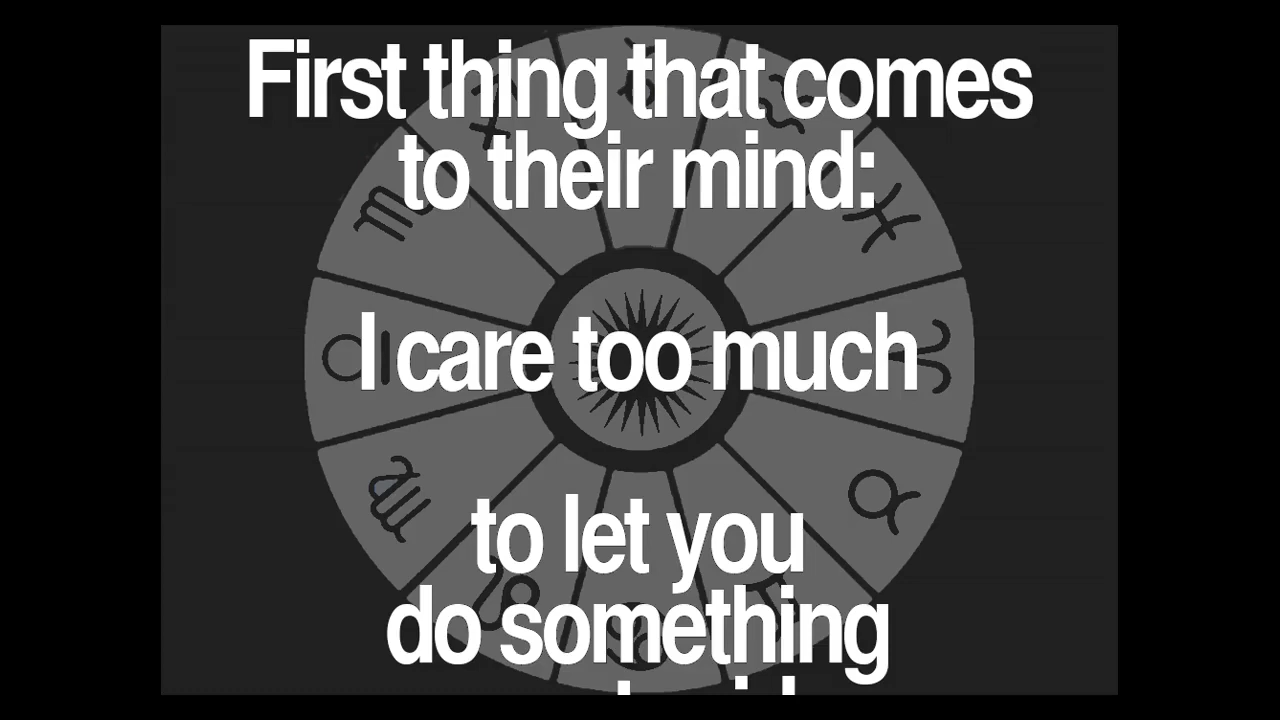 First thing that comes
to their mind:
I care too much
to let you
do something